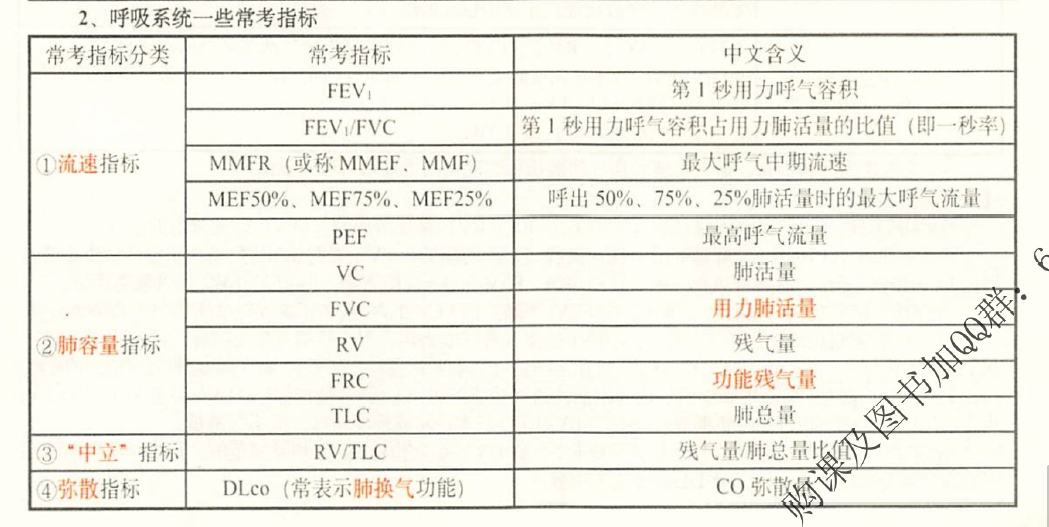 2、呼吸系统一些常考指标
常考指标分类 常考指标 中文含义
①流速指标
FEV₁ 第 1 秒用力呼气容积
FEV₁/FVC 第 1 秒用力呼气容积占用力肺活量的比值（即一秒率）
MMFR（或称 MMEF、MMF） 最大呼气中期流速
MEF50%、MEF75%、MEF25% 呼出 50%、75%、25%肺活量时的最大呼气流量
PEF 最高呼气流量
②肺容量指标
VC 肺活量
FVC 用力肺活量
RV 残气量
FRC 功能残气量
TLC 肺总量
③“中立”指标 RV/TLC 残气量/肺总量比值
④弥散指标 DLco（常表示肺换气功能） CO 弥散量
购课及图书加QQ群：6